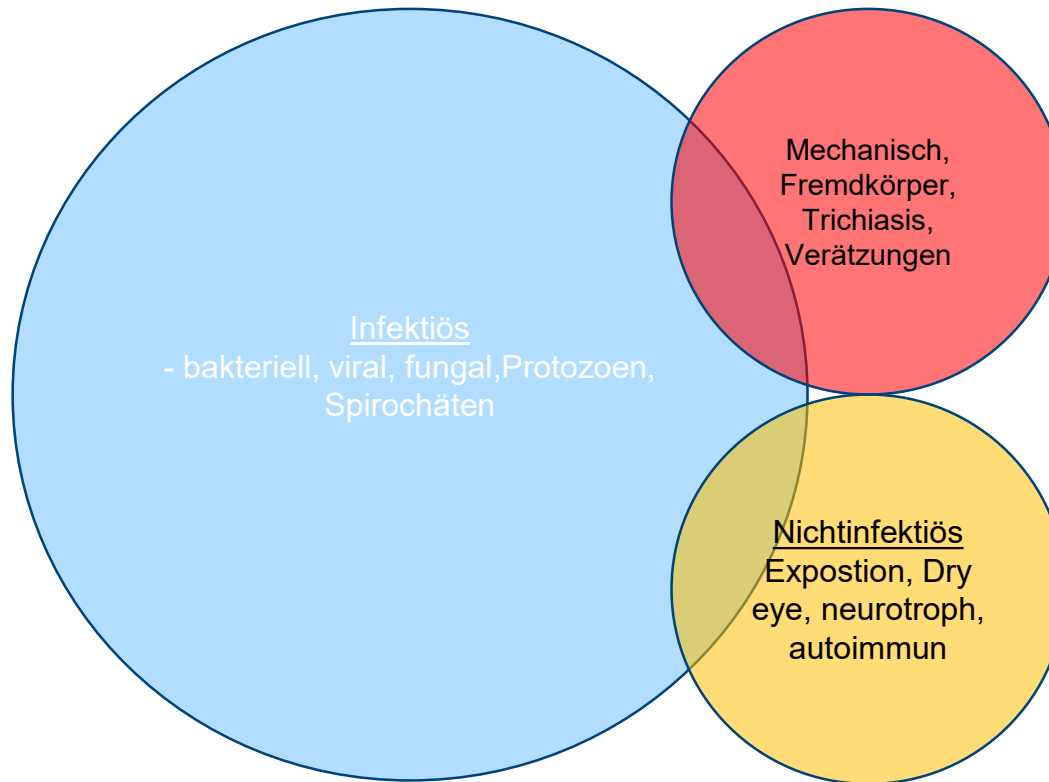 Infektiös
- bakteriell, viral, fungal,Protozoen,
Spirochäten
Mechanisch,
Fremdkörper,
Trichiasis,
Verätzungen
Nichtinfektiös
Expostion, Dry
eye, neurotroph,
autoimmun